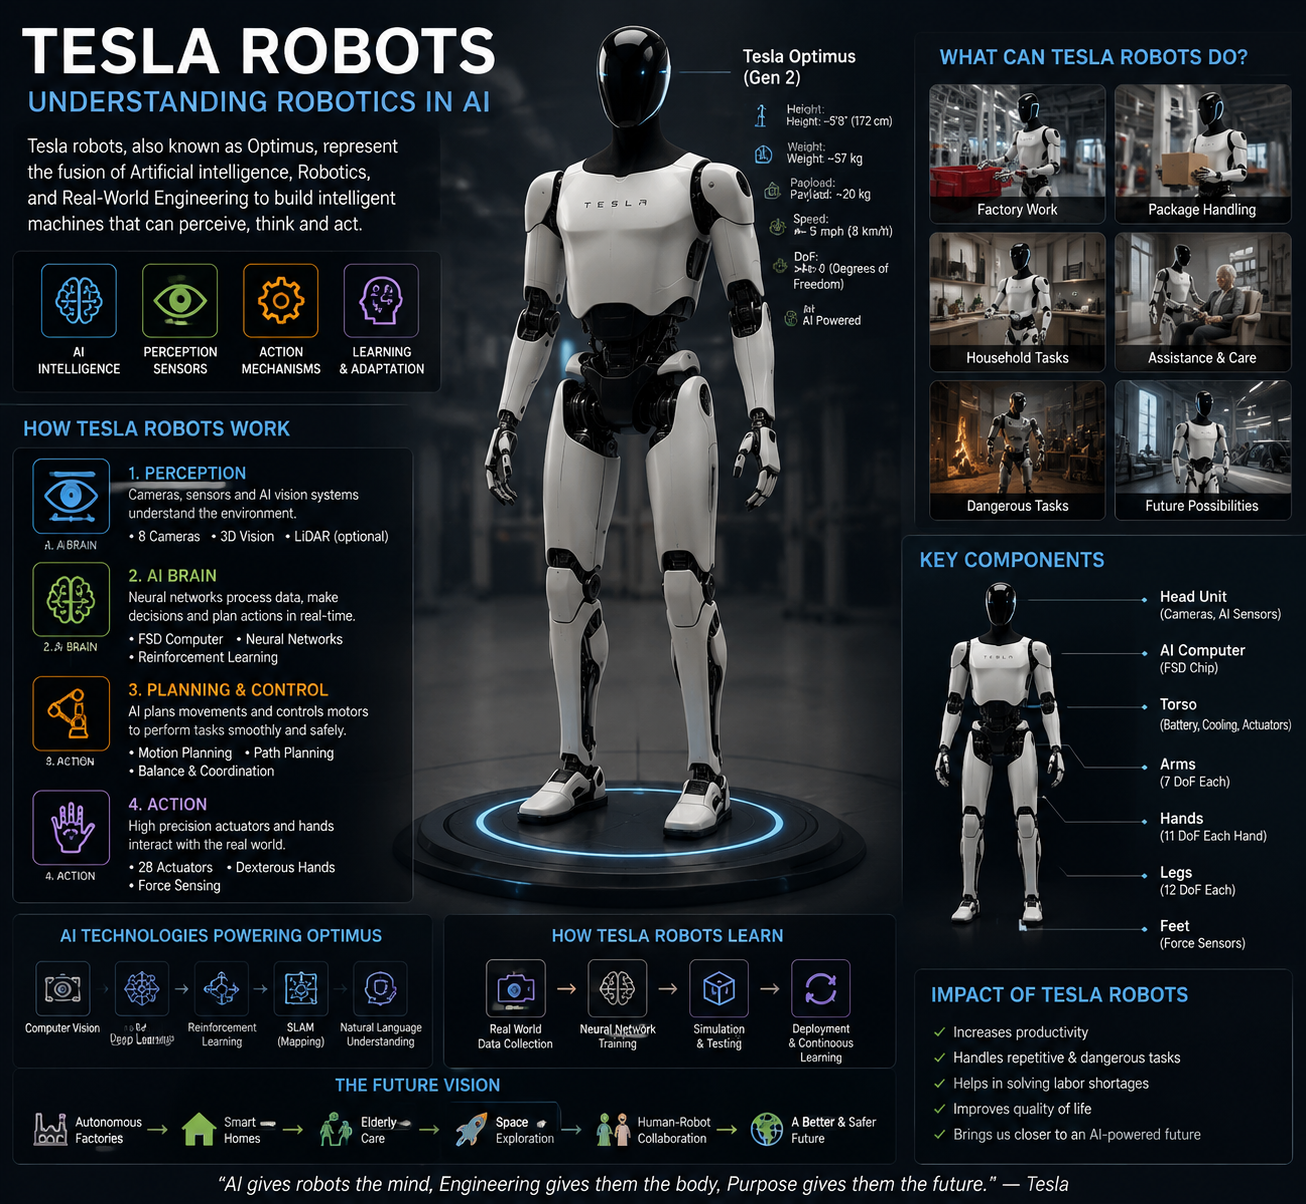 TESLA ROBOTS
UNDERSTANDING ROBOTICS IN AI
Tesla robots, also known as Optimus, represent
the fusion of Artificial intelligence, Robotics,
and Real-World Engineering to build intelligent
machines that can perceive, think and act.
AI
INTELLIGENCE
PERCEPTION
SENSORS
ACTION
MECHANISMS
LEARNING
& ADAPTATION
HOW TESLA ROBOTS WORK
1. PERCEPTION
Cameras, sensors and AI vision systems
understand the environment.
• 8 Cameras • 3D Vision • LiDAR (optional)
BRAIN
2. AI BRAIN
Neural networks process data, make
decisions and plan actions in real-time.
• FSD Computer • Neural Networks
• Reinforcement Learning
2. BRAIN
3. PLANNING & CONTROL
AI plans movements and controls motors
to perform tasks smoothly and safely.
• Motion Planning • Path Planning
• Balance & Coordination
3. ACTION
4. ACTION
High precision actuators and hands
interact with the real world.
• 28 Actuators • Dexterous Hands
• Force Sensing
4. ACTION
TESLA
Tesla Optimus
(Gen 2)
Height:
Height: ~5'8" (172 cm)
Weight:
Weight: ~57 kg
Payload:
Payload: ~20 kg
Speed:
5 mph (8 km/h)
DoF:
(Degrees of
Freedom)
AI Powered
WHAT CAN TESLA ROBOTS DO?
Factory Work
Package Handling
Household Tasks
Assistance & Care
Dangerous Tasks
Future Possibilities
KEY COMPONENTS
TESLA
Head Unit
(Cameras, AI Sensors)
AI Computer
(FSD Chip)
Torso
(Battery, Cooling, Actuators)
Arms
(7 DoF Each)
Hands
(11 DoF Each Hand)
Legs
(12 DoF Each)
Feet
(Force Sensors)
AI TECHNOLOGIES POWERING OPTIMUS
Computer Vision
Deep Learning
Reinforcement
Learning
SLAM
(Mapping)
Natural Language
Understanding
HOW TESLA ROBOTS LEARN
Real World
Data Collection
Neural Network
Training
Simulation
& Testing
Deployment
& Continous
Learning
THE FUTURE VISION
Autonomous
Factories
Smart
Homes
Elderly
Care
Space
Exploration
Human-Robot
Collaboration
A Better & Safer
Future
IMPACT OF TESLA ROBOTS
Increases productivity
Handles repetitive & dangerous tasks
Helps in solving labor shortages
Improves quality of life
Brings us closer to an AI-powered future
“AI gives robots the mind, Engineering gives them the body, Purpose gives them the future.” — Tesla